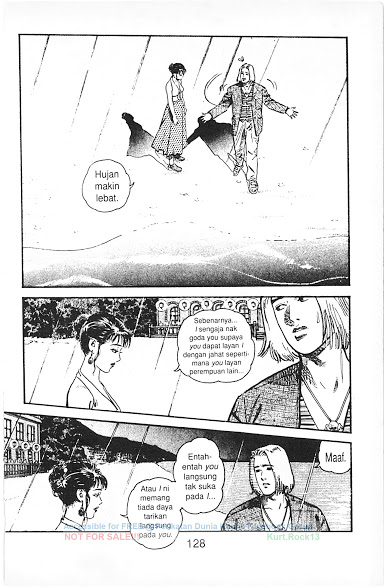 Hujan
makin
lebat.
Sebenarnya...
I sengaja nak
goda you supaya
you dapat layan i
dengan jahat seperti-
mana you layan
perempuan lain...
Maaf.
Entah-
entah you
langsung
tak suka
pada I...
Atau I ni
memang
tiada daya
tarikan
langsung
pada you.
NOT FOR SALE!!!
Kurt.Rock13
128